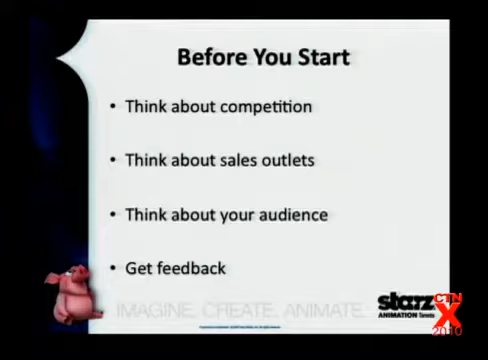 Before You Start
• Think about competition
• Think about sales outlets
• Think about your audience
• Get feedback
IMAGINE. CREATE. ANIMATE.
starz
ANIMATION Toronto
CTN
X
2010